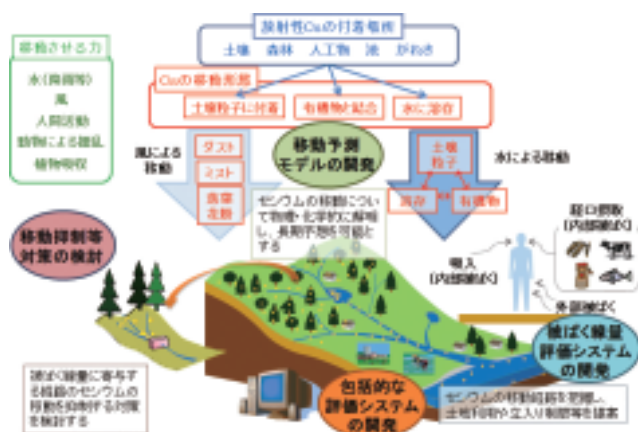 放射性Csの付着場所
土壌 森林 人工物 池 がれき
移動させる力
水(降雨等)
風
人間活動
動物による擾乱
植物吸収
Csの移動形態
土壌粒子に付着
有機物と結合
水に溶存
風による
移動
ダスト
ミスト
花粉
移動予測
モデルの開発
水による移動
土壌
粒子
溶存
有機物
セシウムの移動につい
て物理・化学的に解明
し、長期予測を可能と
する
移動抑制等
対策の検討
経口摂取
(内部被ばく)
吸入
(内部被ばく)
外部被ばく
被ばく線量
評価システム
の開発
被ばく線量に寄与す
る経路のセシウムの
移動を抑制する対策
を検討する
包括的な
評価システム
の開発
セシウムの移動経路を把握し、
土地利用や立入り制限等を提案